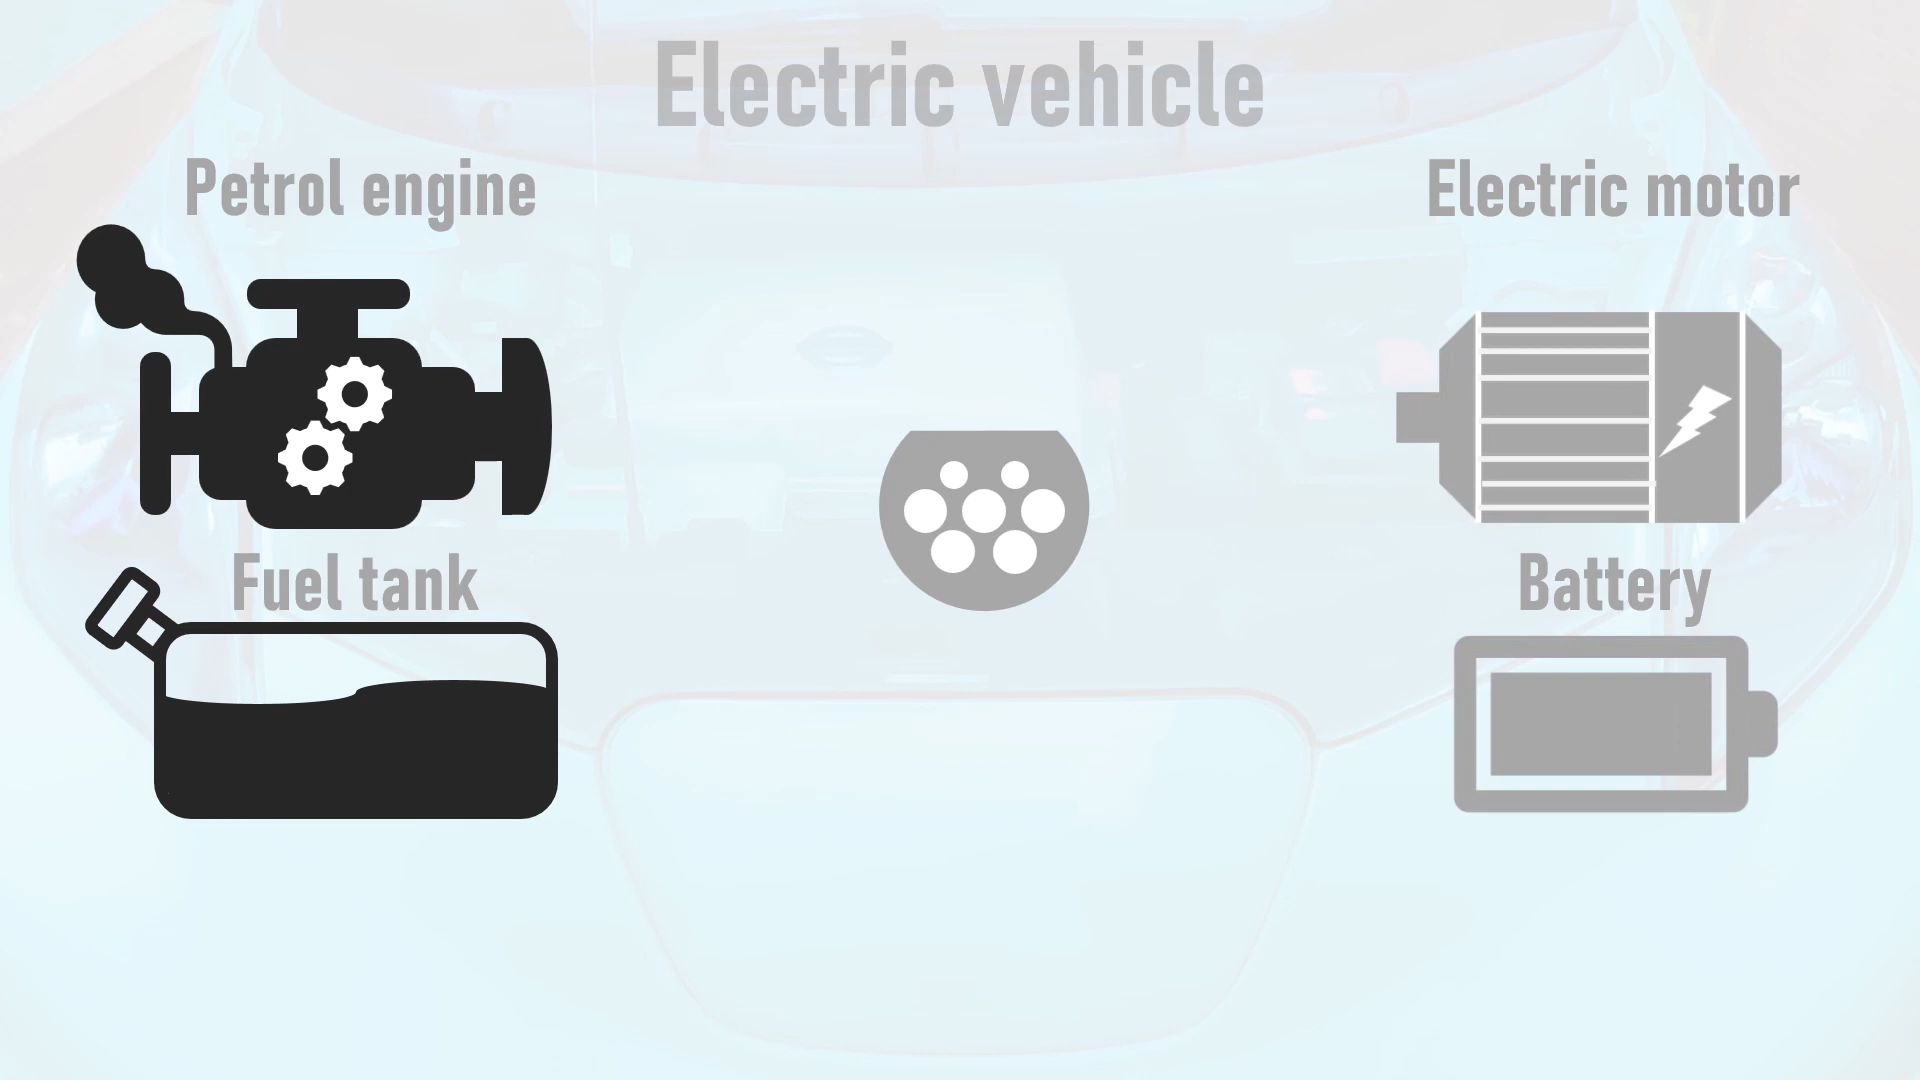 Electric vehicle
Petrol engine
Electric motor
Fuel tank
Battery